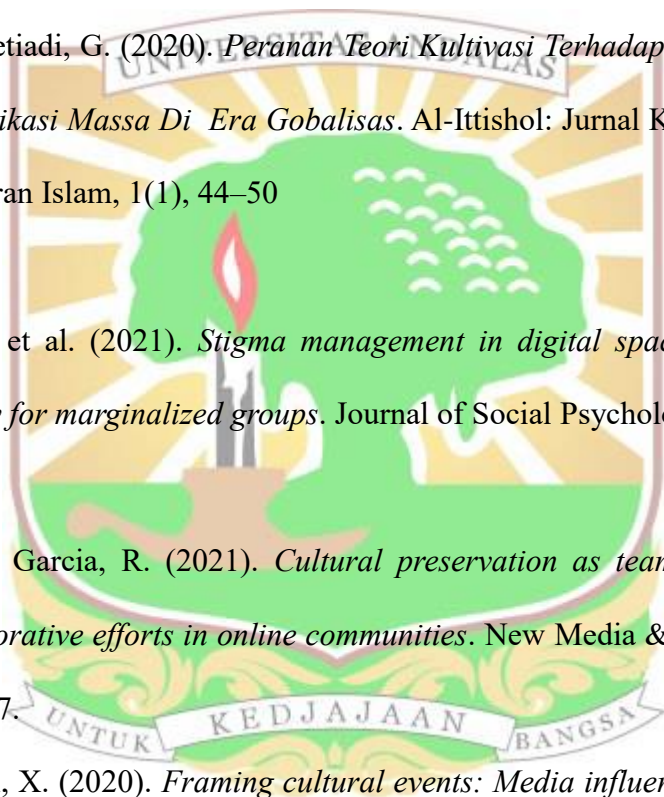 etiadi, G. (2020). Peranan Teori Kultivasi Terhadap
UNIVERSITAS ANDALAS
ikasi Massa Di Era Gobalisas. Al-Ittishol: Jurnal K
ran Islam, 1(1), 44–50
et al. (2021). Stigma management in digital spac
for marginalized groups. Journal of Social Psychol
Garcia, R. (2021). Cultural preservation as tea
orative efforts in online communities. New Media &
7.
UNTUK KEDJAJAAN BANGSA
, X. (2020). Framing cultural events: Media influe